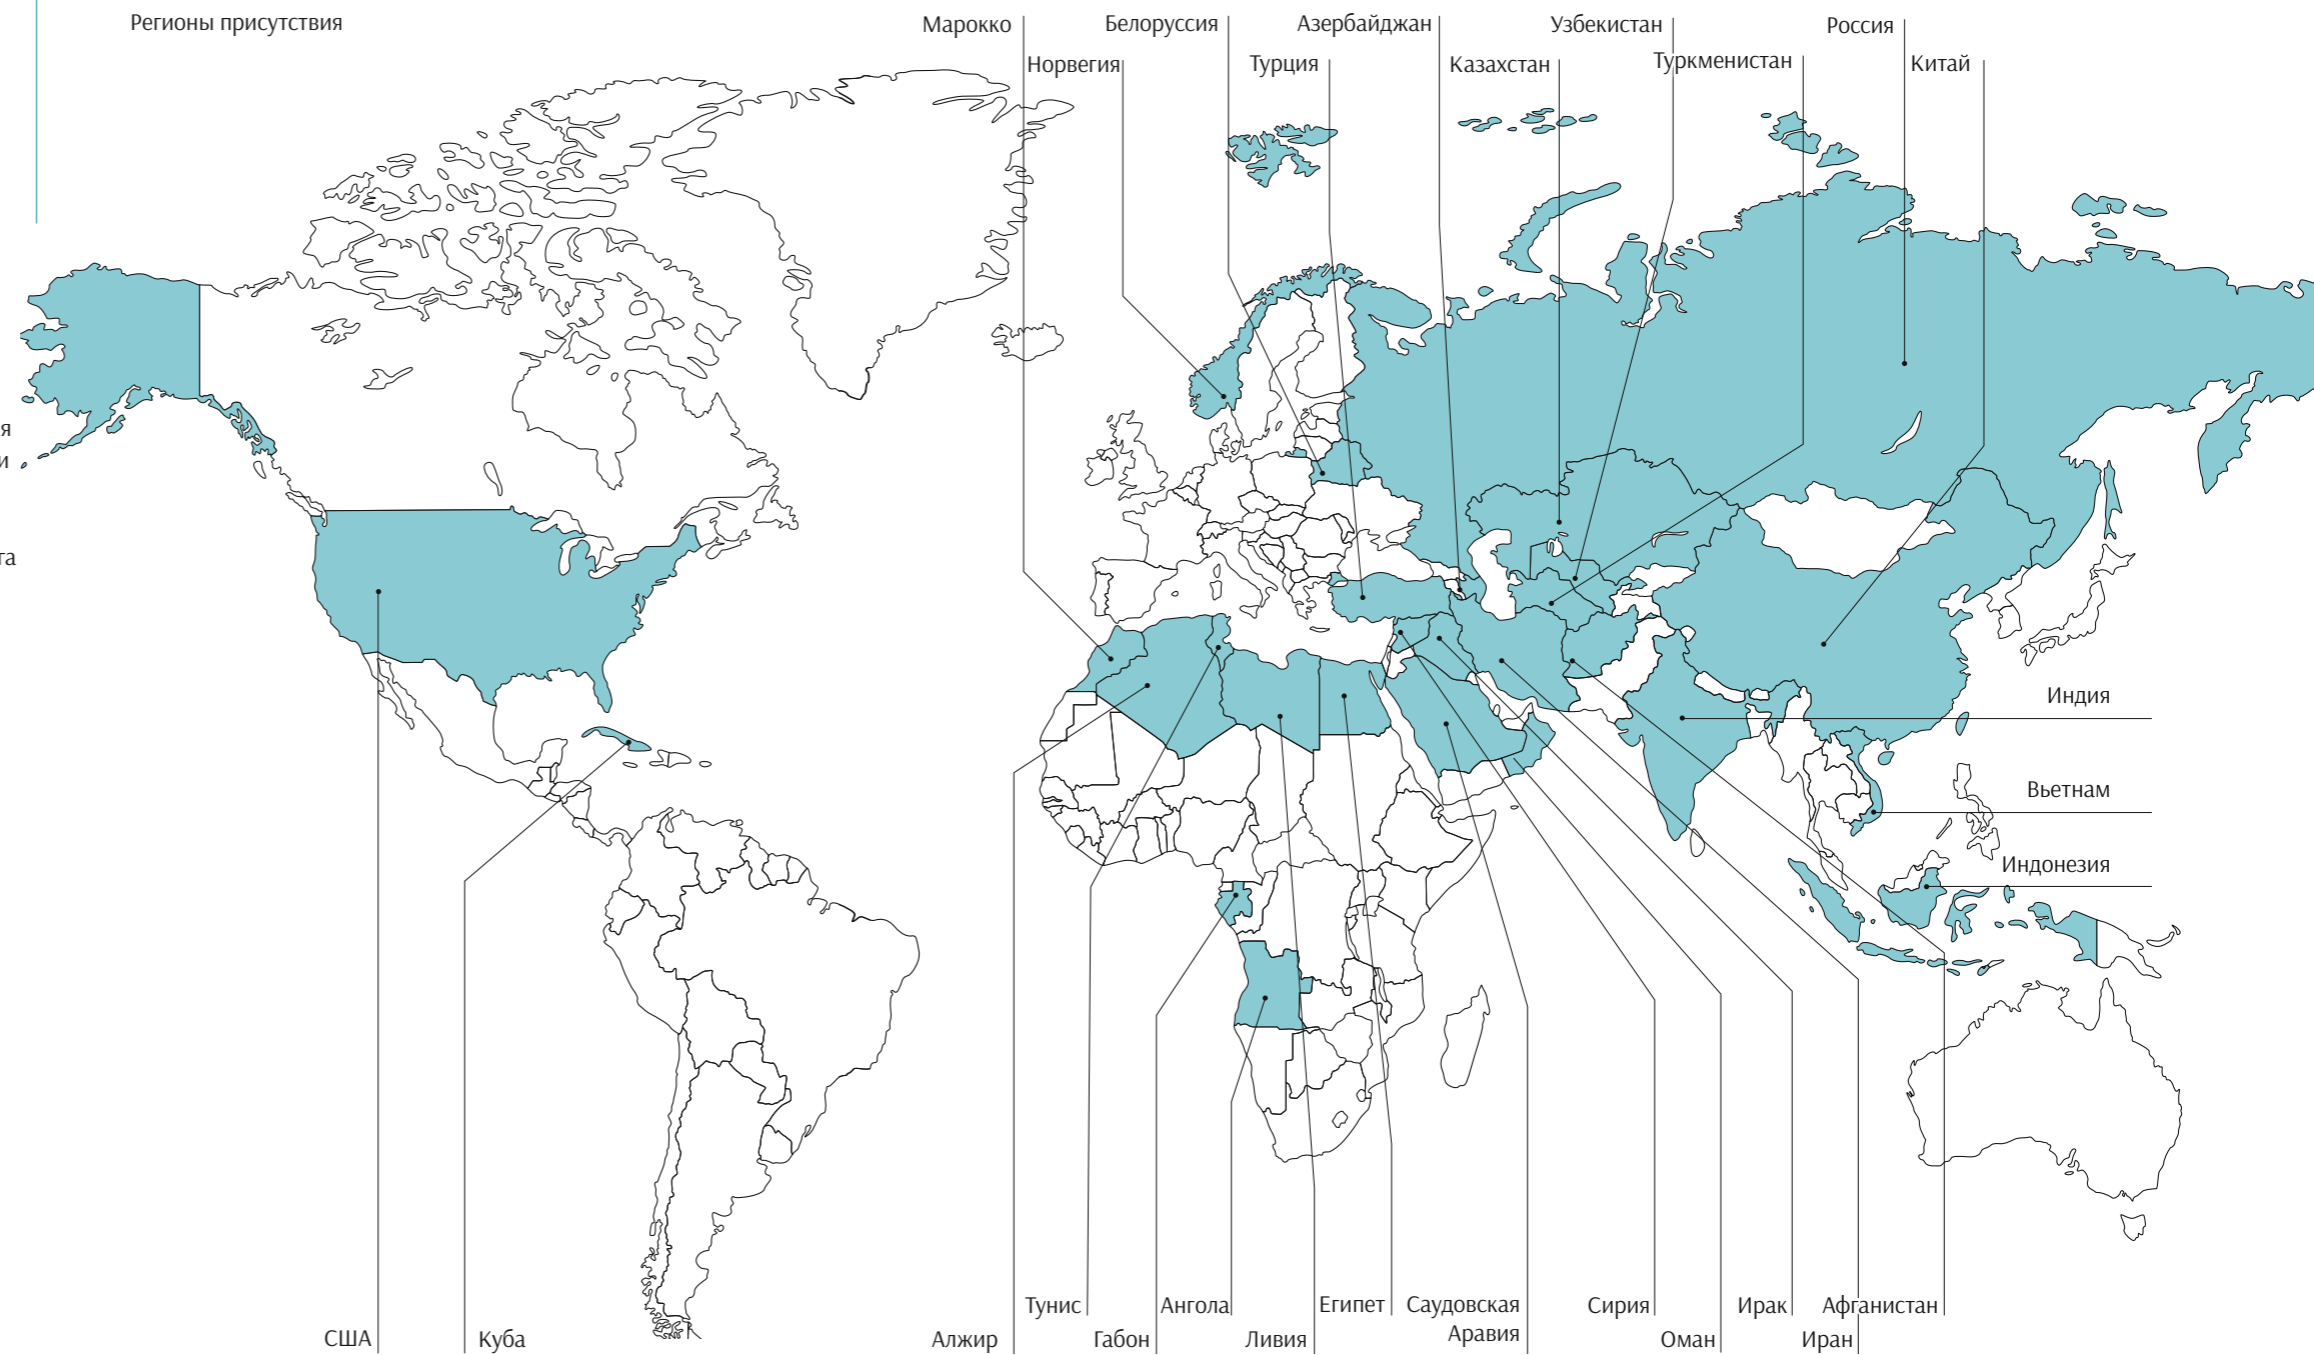 Регионы присутствия
Марокко
Белоруссия
Азербайджан
Узбекистан
Россия
Норвегия
Турция
Казахстан
Туркменистан
Китай
я
и
та
Индия
Вьетнам
Индонезия
Тунис
Ангола
Египет
Саудовская
Аравия
Сирия
Ирак
Афганистан
США
Куба
Алжир
Габон
Ливия
Оман
Иран